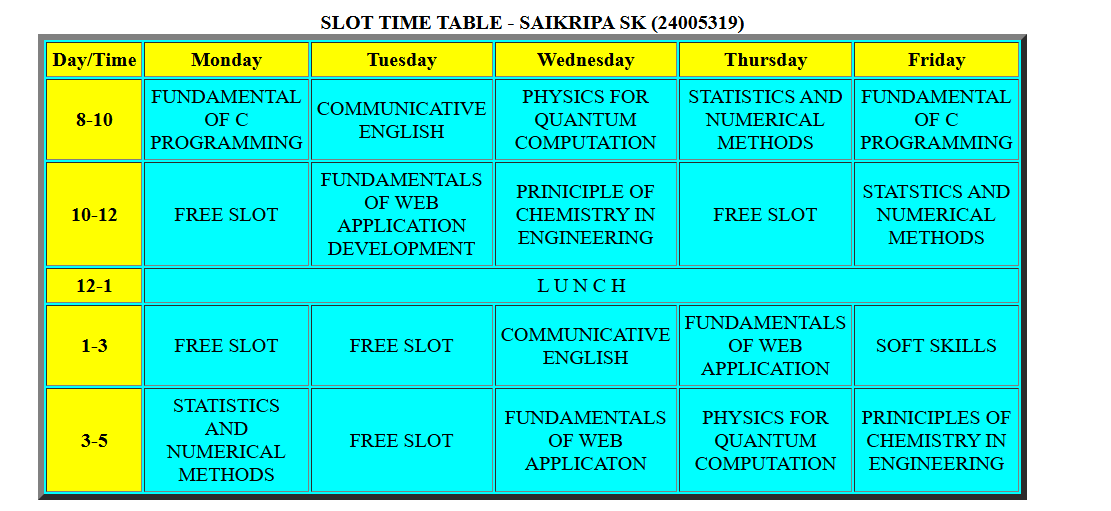 SLOT TIME TABLE - SAIKRIPA SK (24005319)
Day/Time Monday Tuesday Wednesday Thursday Friday
8-10
FUNDAMENTAL
OF C
PROGRAMMING
COMMUNICATIVE
ENGLISH
PHYSICS FOR
QUANTUM
COMPUTATION
STATISTICS AND
NUMERICAL
METHODS
FUNDAMENTAL
OF C
PROGRAMMING
10-12
FREE SLOT
FUNDAMENTALS
OF WEB
APPLICATION
DEVELOPMENT
PRINICIPLE OF
CHEMISTRY IN
ENGINEERING
FREE SLOT
STATSTICS AND
NUMERICAL
METHODS
12-1
L U N C H
1-3
FREE SLOT
FREE SLOT
COMMUNICATIVE
ENGLISH
FUNDAMENTALS
OF WEB
APPLICATION
SOFT SKILLS
3-5
STATISTICS
AND
NUMERICAL
METHODS
FREE SLOT
FUNDAMENTALS
OF WEB
APPLICATON
PHYSICS FOR
QUANTUM
COMPUTATION
PRINICIPLES OF
CHEMISTRY IN
ENGINEERING